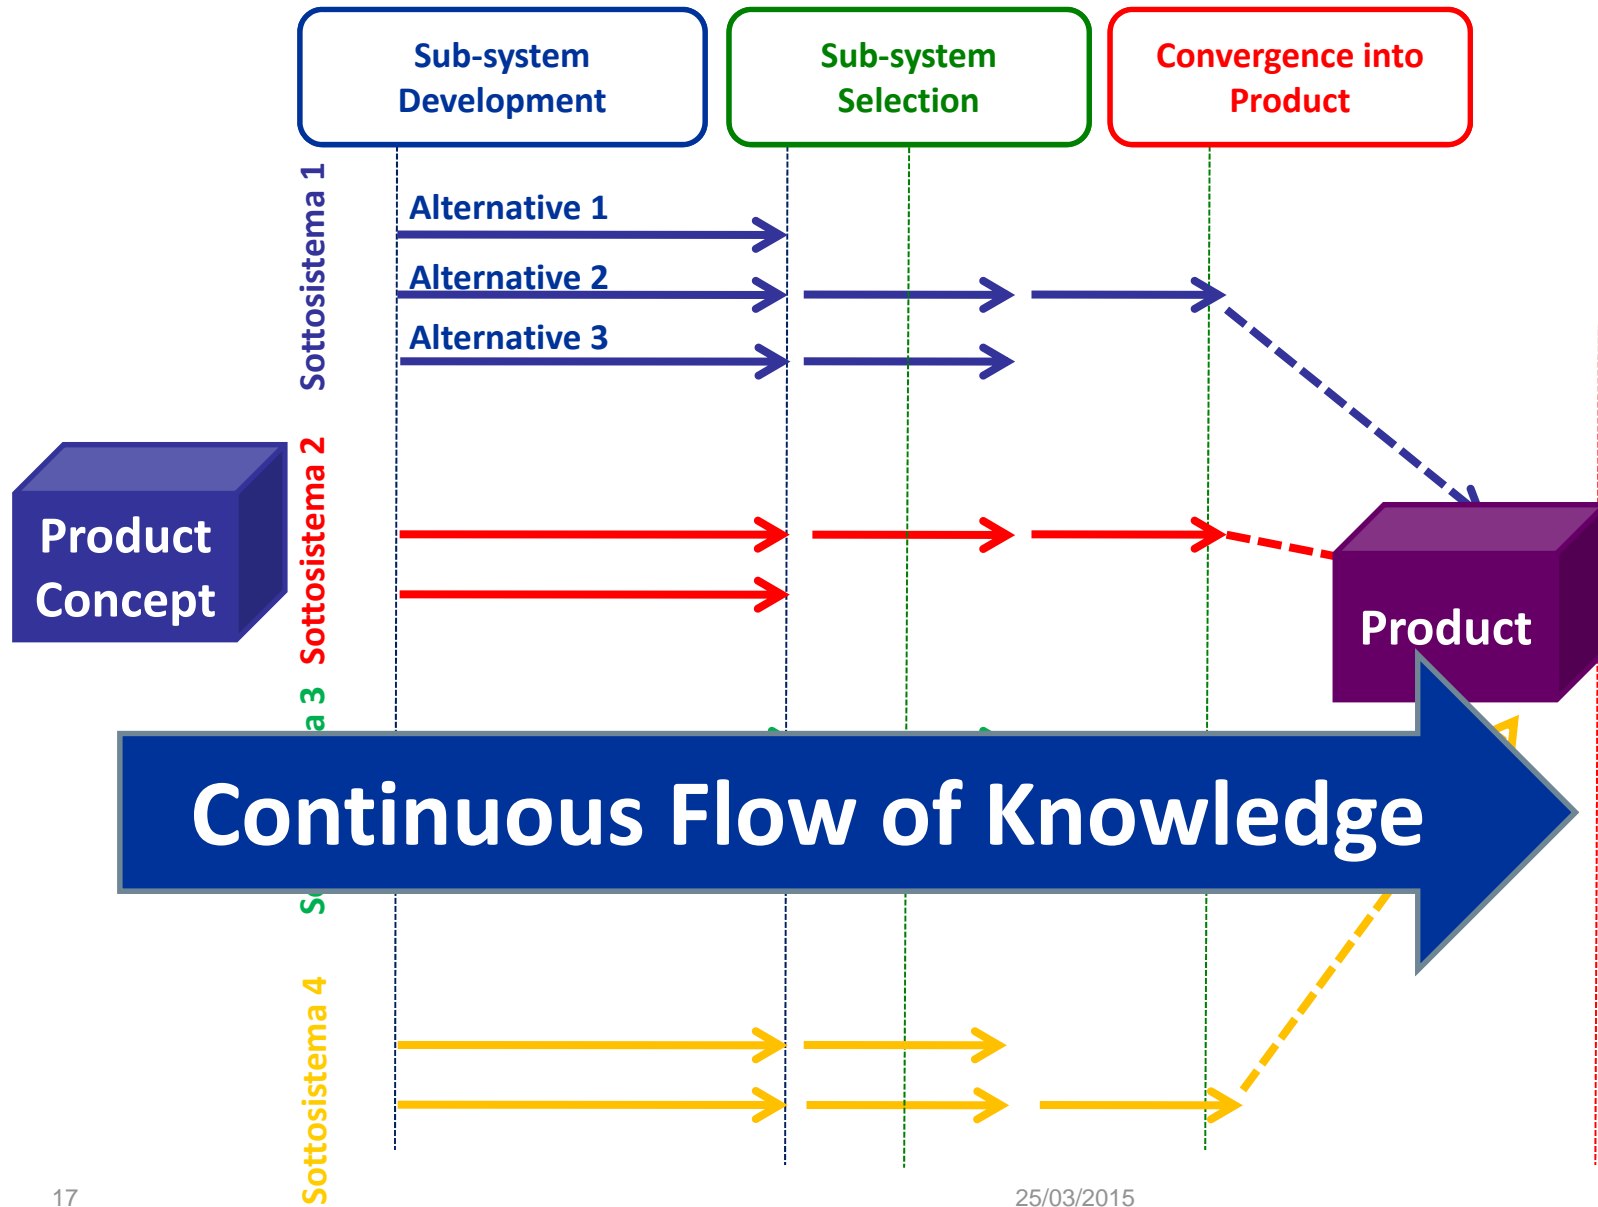 Sub-system
Development
Sub-system
Selection
Convergence into
Product
Sottosistema 1
Alternative 1
Alternative 2
Alternative 3
Sottosistema 2
Product
Concept
Product
a 3
Continuous Flow of Knowledge
Sottosistema 4
17
25/03/2015